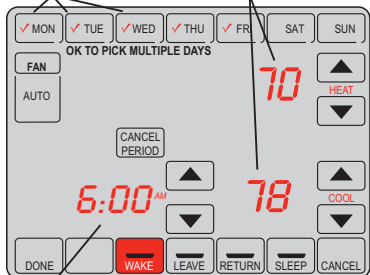 MON TUE WED THU FRI SAT SUN
OK TO PICK MULTIPLE DAYS
FAN
AUTO
70
HEAT
CANCEL
PERIOD
6:00 AM
78
COOL
DONE WAKE LEAVE RETURN SLEEP CANCEL